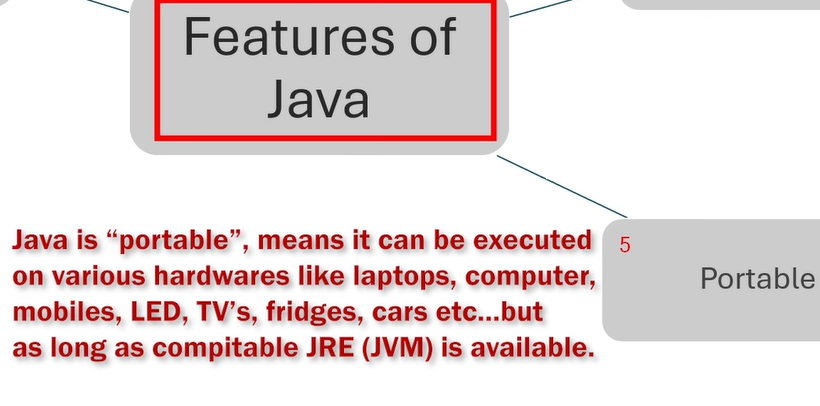 Features of
Java
Java is “portable”, means it can be executed
on various hardwares like laptops, computer,
mobiles, LED, TV’s, fridges, cars etc...but
as long as compitable JRE (JVM) is available.
5
Portable